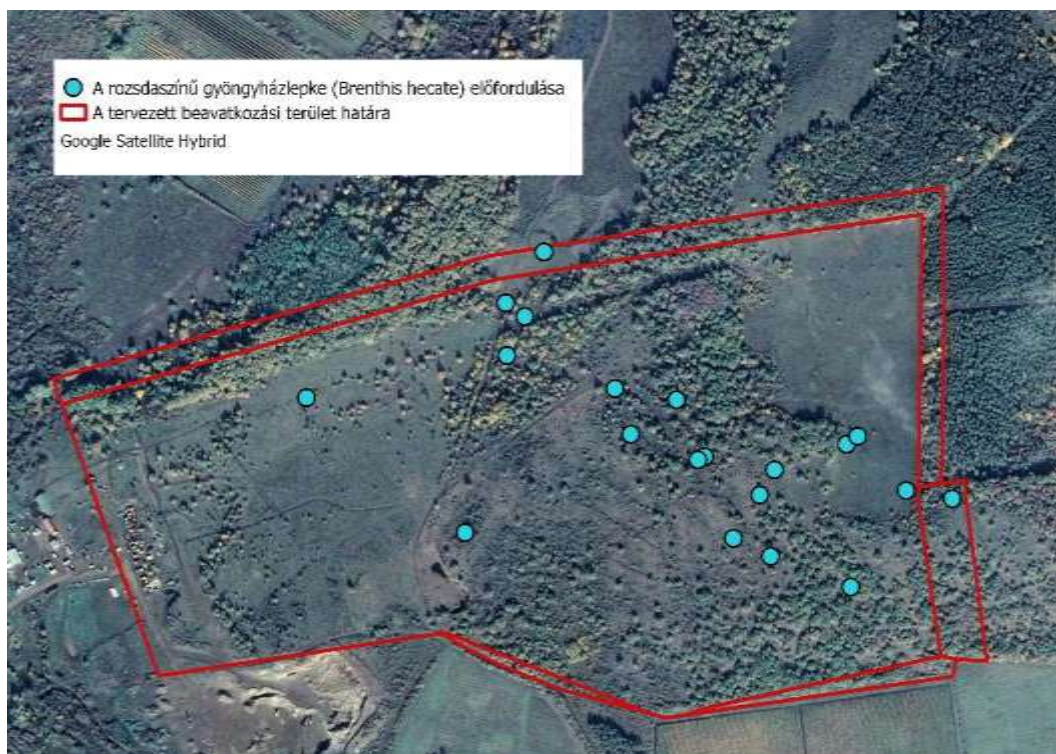 A rozsdaszínű gyöngyházlepke (Brenthis hecate) előfordulása
A tervezett beavatkozási terület határa
Google Satellite Hybrid